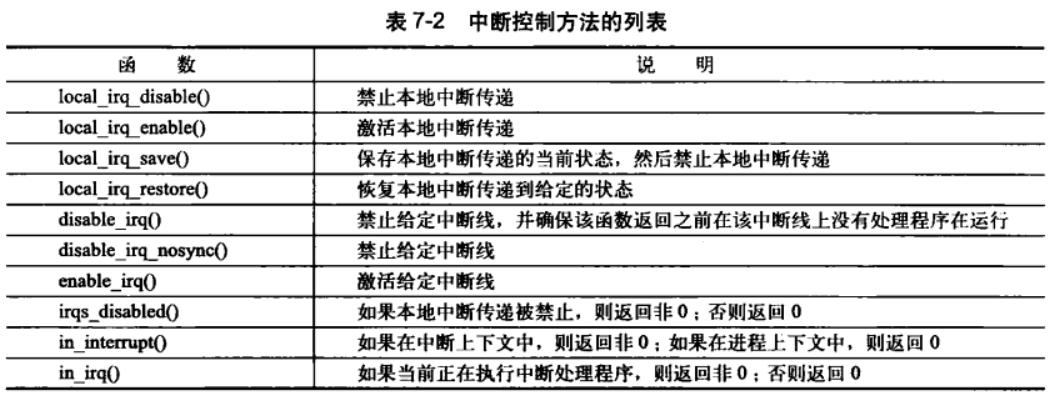 表 7-2 中断控制方法的列表
函 数 说 明
local_irq_disable() 禁止本地中断传递
local_irq_enable() 激活本地中断传递
local_irq_save() 保存本地中断传递的当前状态，然后禁止本地中断传递
local_irq_restore() 恢复本地中断传递到给定的状态
disable_irq() 禁止给定中断线，并确保该函数返回之前在该中断线上没有处理程序在运行
disable_irq_nosync() 禁止给定中断线
enable_irq() 激活给定中断线
irqs_disabled() 如果本地中断传递被禁止，则返回非 0；否则返回 0
in_interrupt() 如果在中断上下文中，则返回非 0；如果在进程上下文中，则返回 0
in_irq() 如果当前正在执行中断处理程序，则返回非 0；否则返回 0